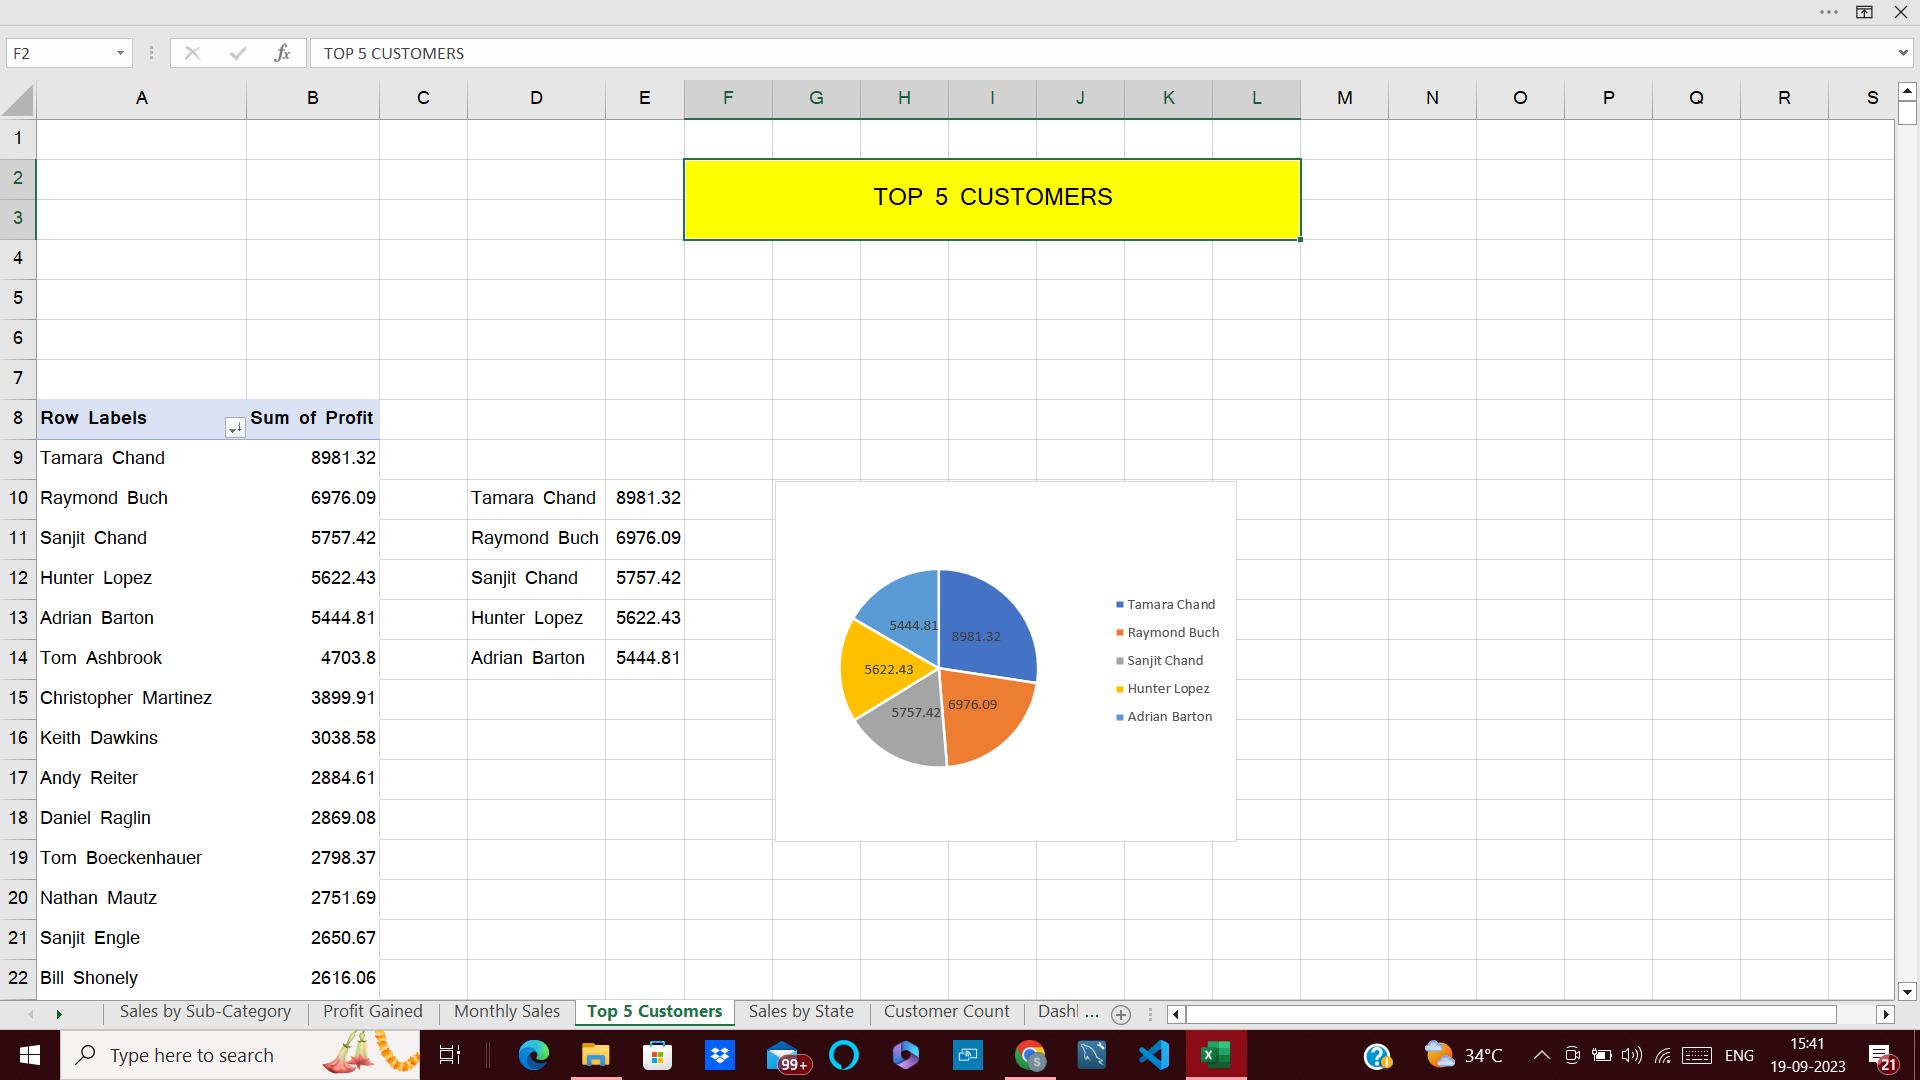 F2 fx TOP 5 CUSTOMERS
A B C D E F G H I J K L M N O P Q R S
1
2
TOP 5 CUSTOMERS
3
4
5
6
7
8 Row Labels Sum of Profit
9 Tamara Chand 8981.32
10 Raymond Buch 6976.09 Tamara Chand 8981.32
11 Sanjit Chand 5757.42 Raymond Buch 6976.09
12 Hunter Lopez 5622.43 Sanjit Chand 5757.42
13 Adrian Barton 5444.81 Hunter Lopez 5622.43
14 Tom Ashbrook 4703.8 Adrian Barton 5444.81
15 Christopher Martinez 3899.91
16 Keith Dawkins 3038.58
17 Andy Reiter 2884.61
18 Daniel Raglin 2869.08
19 Tom Boeckenhauer 2798.37
20 Nathan Mautz 2751.69
21 Sanjit Engle 2650.67
22 Bill Shonely 2616.06
5444.81
8981.32
5622.43
6976.09
5757.42
Tamara Chand
Raymond Buch
Sanjit Chand
Hunter Lopez
Adrian Barton
Sales by Sub-Category Profit Gained Monthly Sales Top 5 Customers Sales by State Customer Count Dashl ...
Type here to search
99+
S
34°C
ENG
15:41
19-09-2023
21